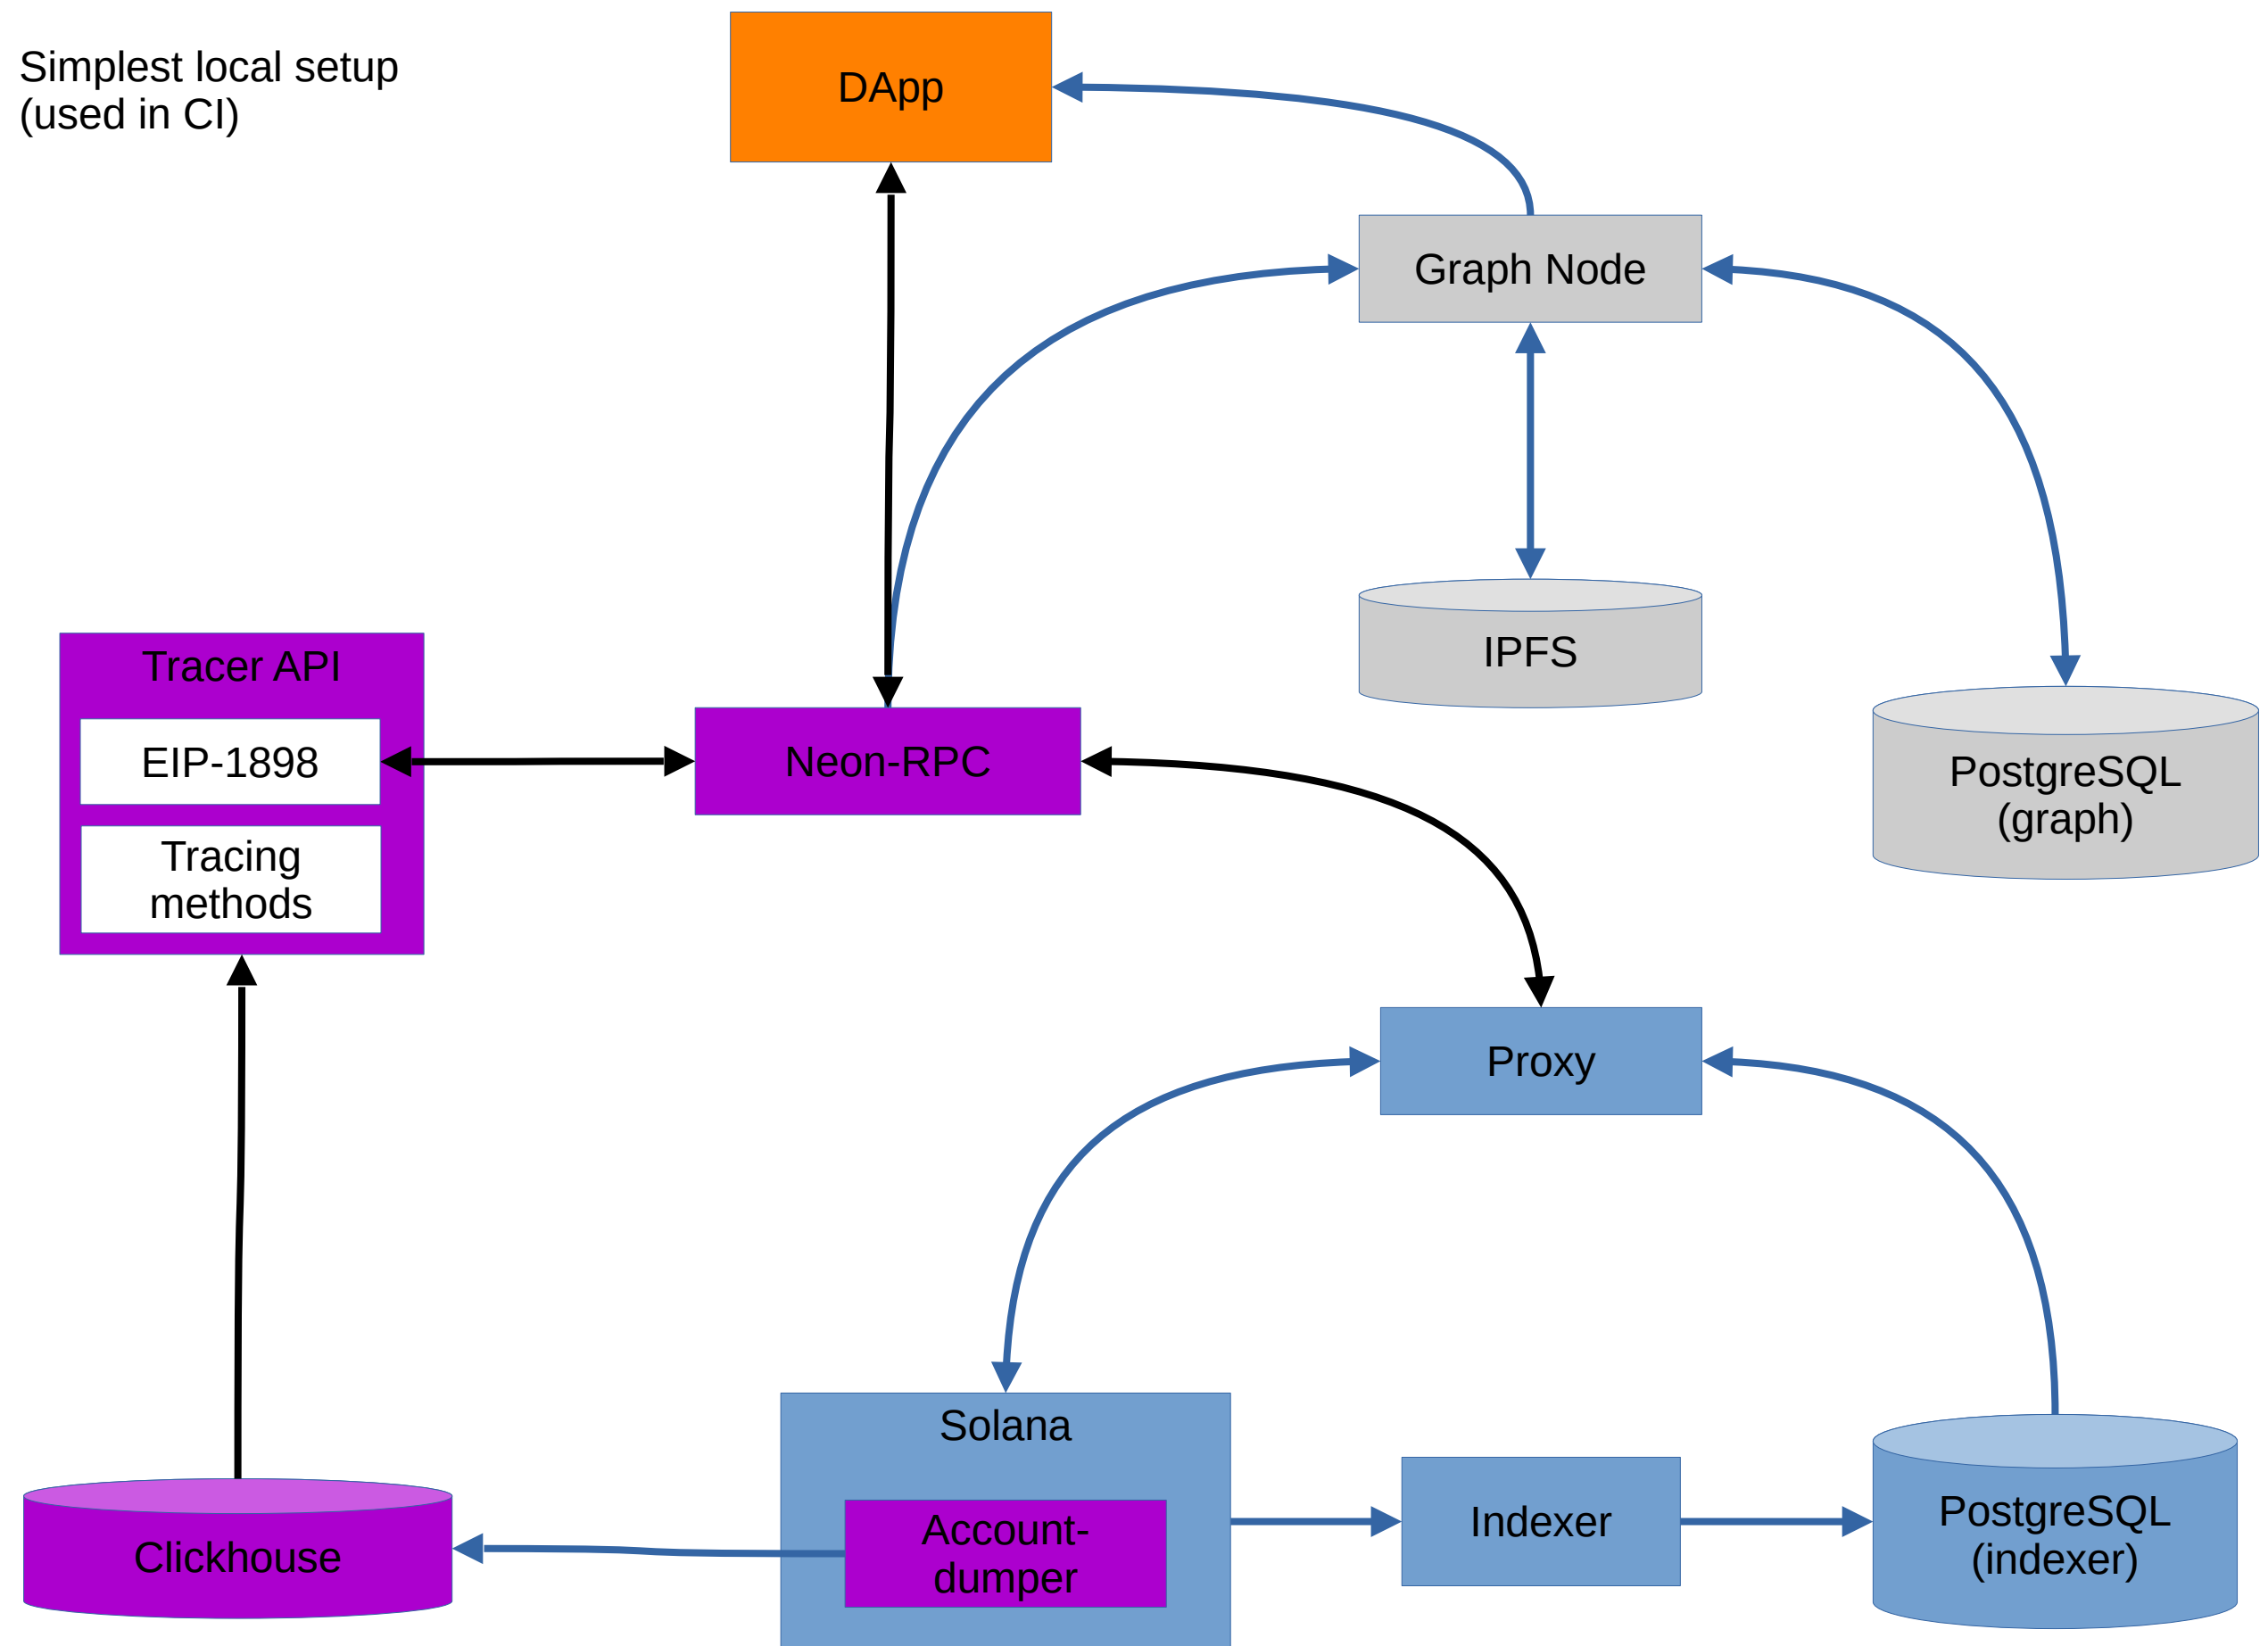 Simplest local setup
(used in CI)
DApp
Graph Node
IPFS
PostgreSQL
(graph)
Tracer API
EIP-1898
Tracing
methods
Neon-RPC
Proxy
Solana
Account-
dumper
Clickhouse
Indexer
PostgreSQL
(indexer)